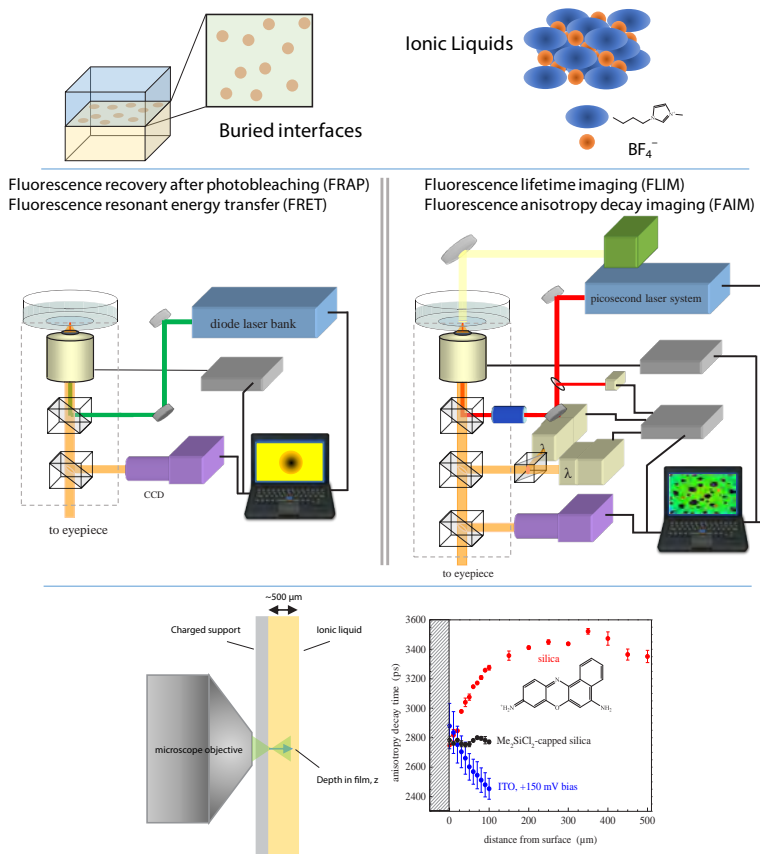 Ionic Liquids
Buried interfaces
BF₄⁻
Fluorescence recovery after photobleaching (FRAP)
Fluorescence resonant energy transfer (FRET)
Fluorescence lifetime imaging (FLIM)
Fluorescence anisotropy decay imaging (FAIM)
diode laser bank
CCD
to eyepiece
picosecond laser system
λ
λ
to eyepiece
~500 µm
Charged support
Ionic liquid
microscope objective
Depth in film, z
anisotropy decay time (ps)
3600
3400
3200
3000
2800
2600
2400
silica
N
⁺H₂N
O
NH₂
Me₂SiCl₂-capped silica
ITO, +150 mV bias
0
100
200
300
400
500
distance from surface (µm)